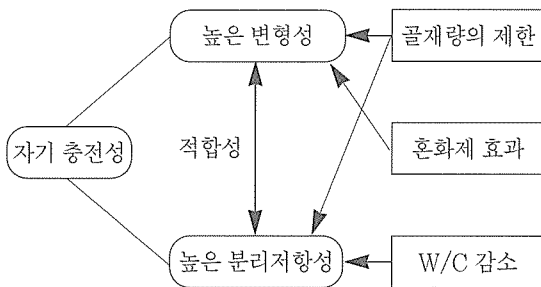 높은 변형성
골재량의 제한
자기 충전성
적합성
혼화제 효과
높은 분리저항성
W/C 감소